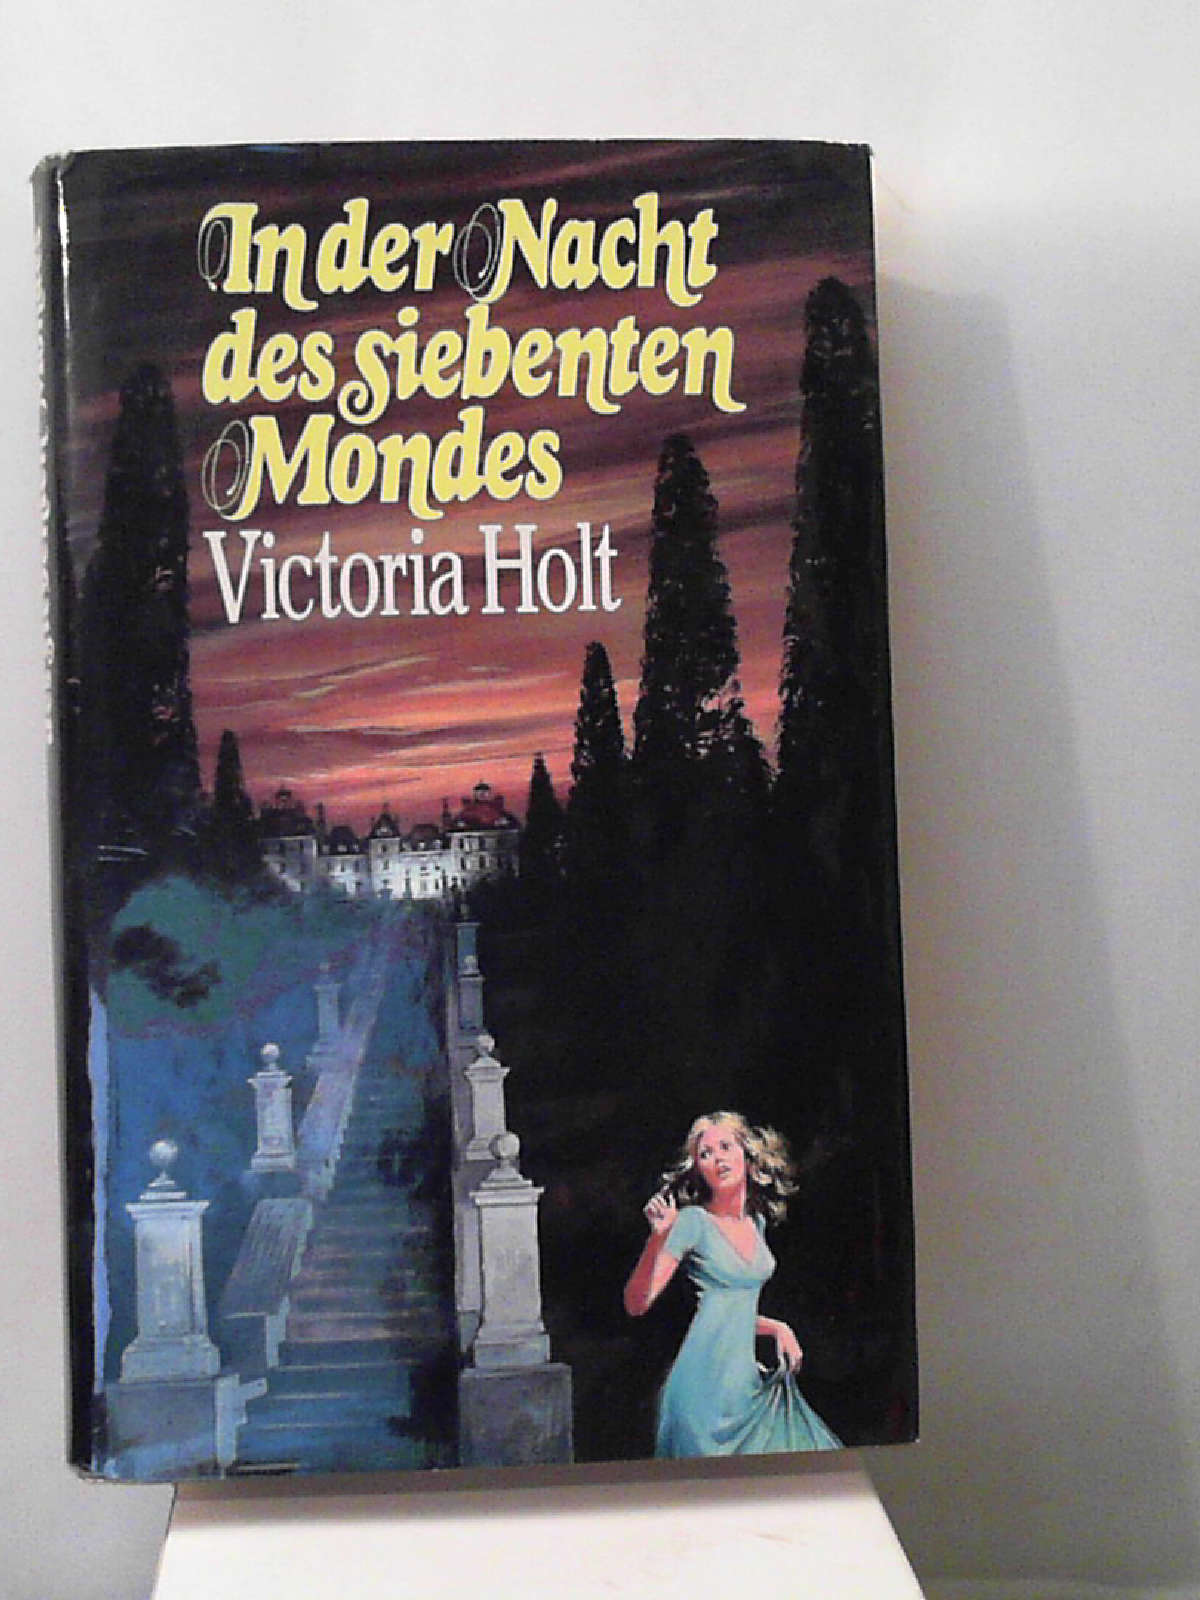 In der Nacht
des siebenten
Mondes
Victoria Holt